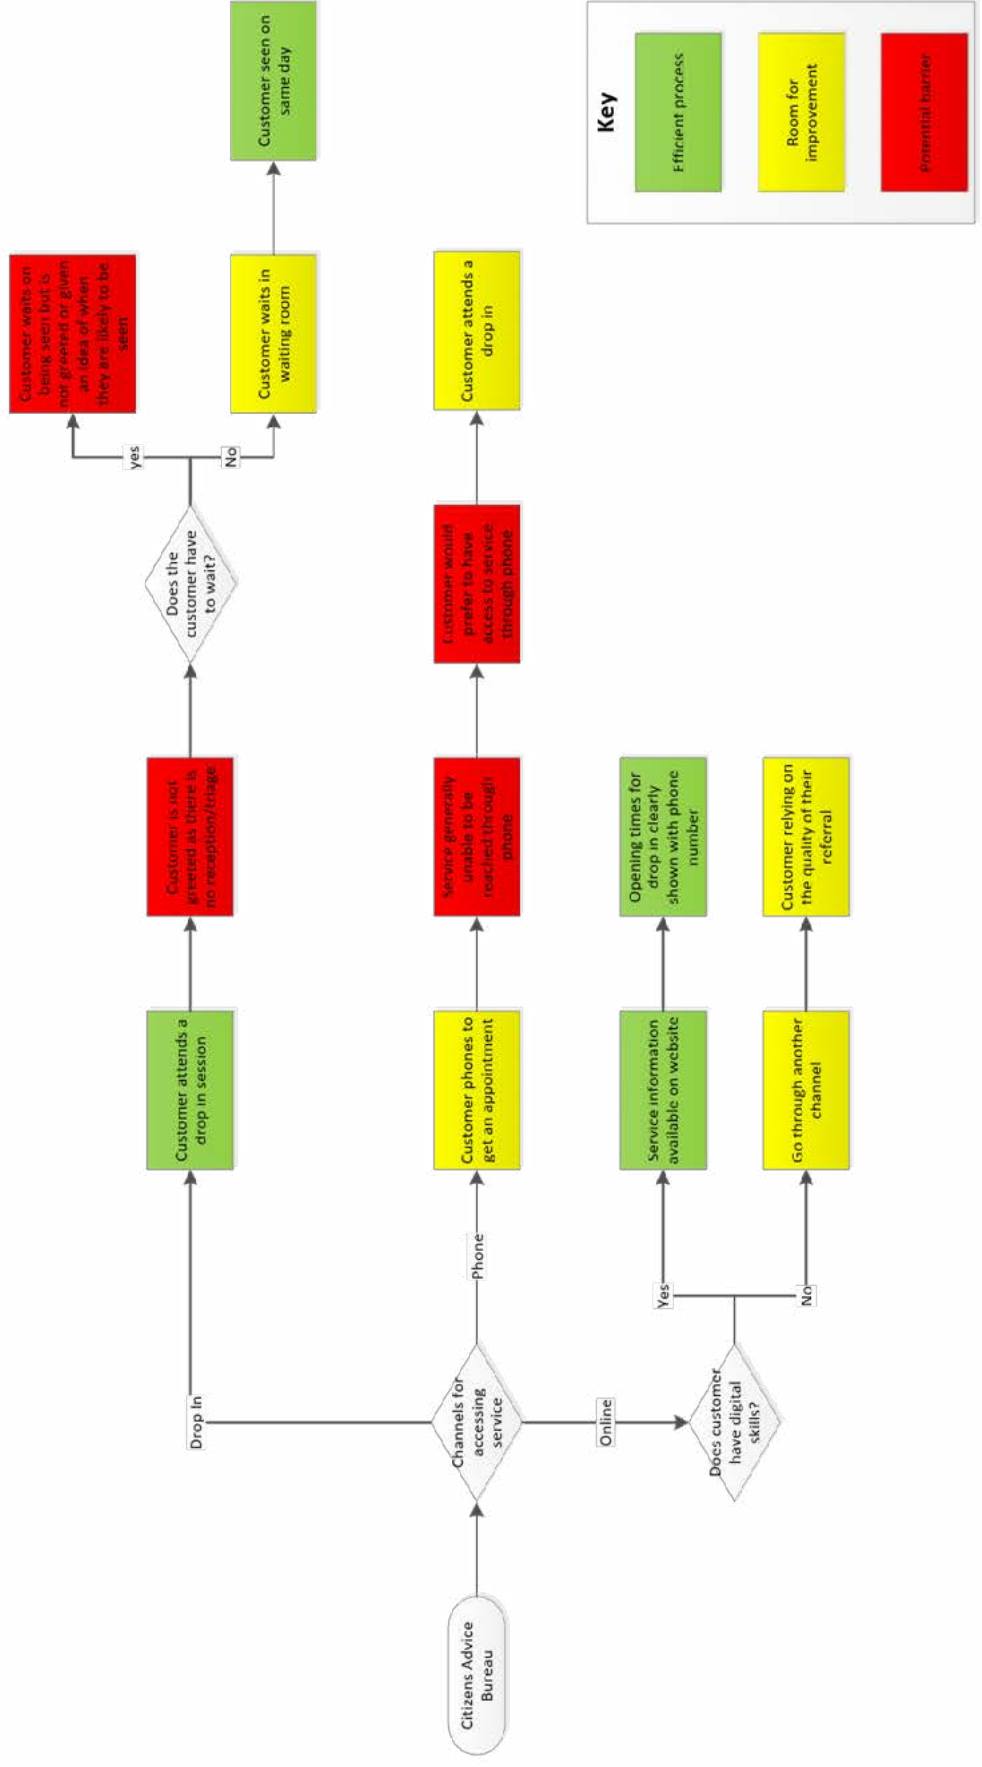 Citizens Advice
Bureau
Channels for
accessing
service
Drop In
Customer attends a
drop in session
Customer is not
greeted as there is
no reception/triage
Does the
customer have
to wait?
yes
Customer waits on
being seen but is
not greeted or given
an idea of when
they are likely to be
seen
No
Customer waits in
waiting room
Customer seen on
same day
Phone
Customer phones to
get an appointment
Service generally
unable to be
reached through
phone
Customer would
prefer to have
access to service
through phone
Customer attends a
drop in
Online
Does customer
have digital
skills?
Yes
Service information
available on website
Opening times for
drop in clearly
shown with phone
number
No
Go through another
channel
Customer relying on
the quality of their
referral
Key
Efficient process
Room for
improvement
Potential barrier